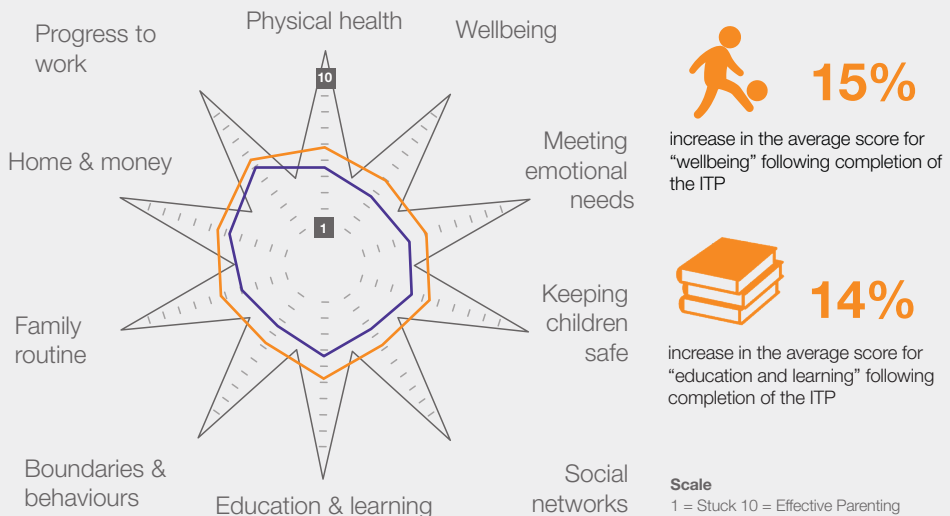 Physical health
Wellbeing
Progress to
work
10
Meeting
emotional
needs
Home & money
1
Keeping
children
safe
Family
routine
Boundaries &
behaviours
Education & learning
Social
networks
15%
increase in the average score for
“wellbeing” following completion of
the ITP
14%
increase in the average score for
“education and learning” following
completion of the ITP
Scale
1 = Stuck 10 = Effective Parenting